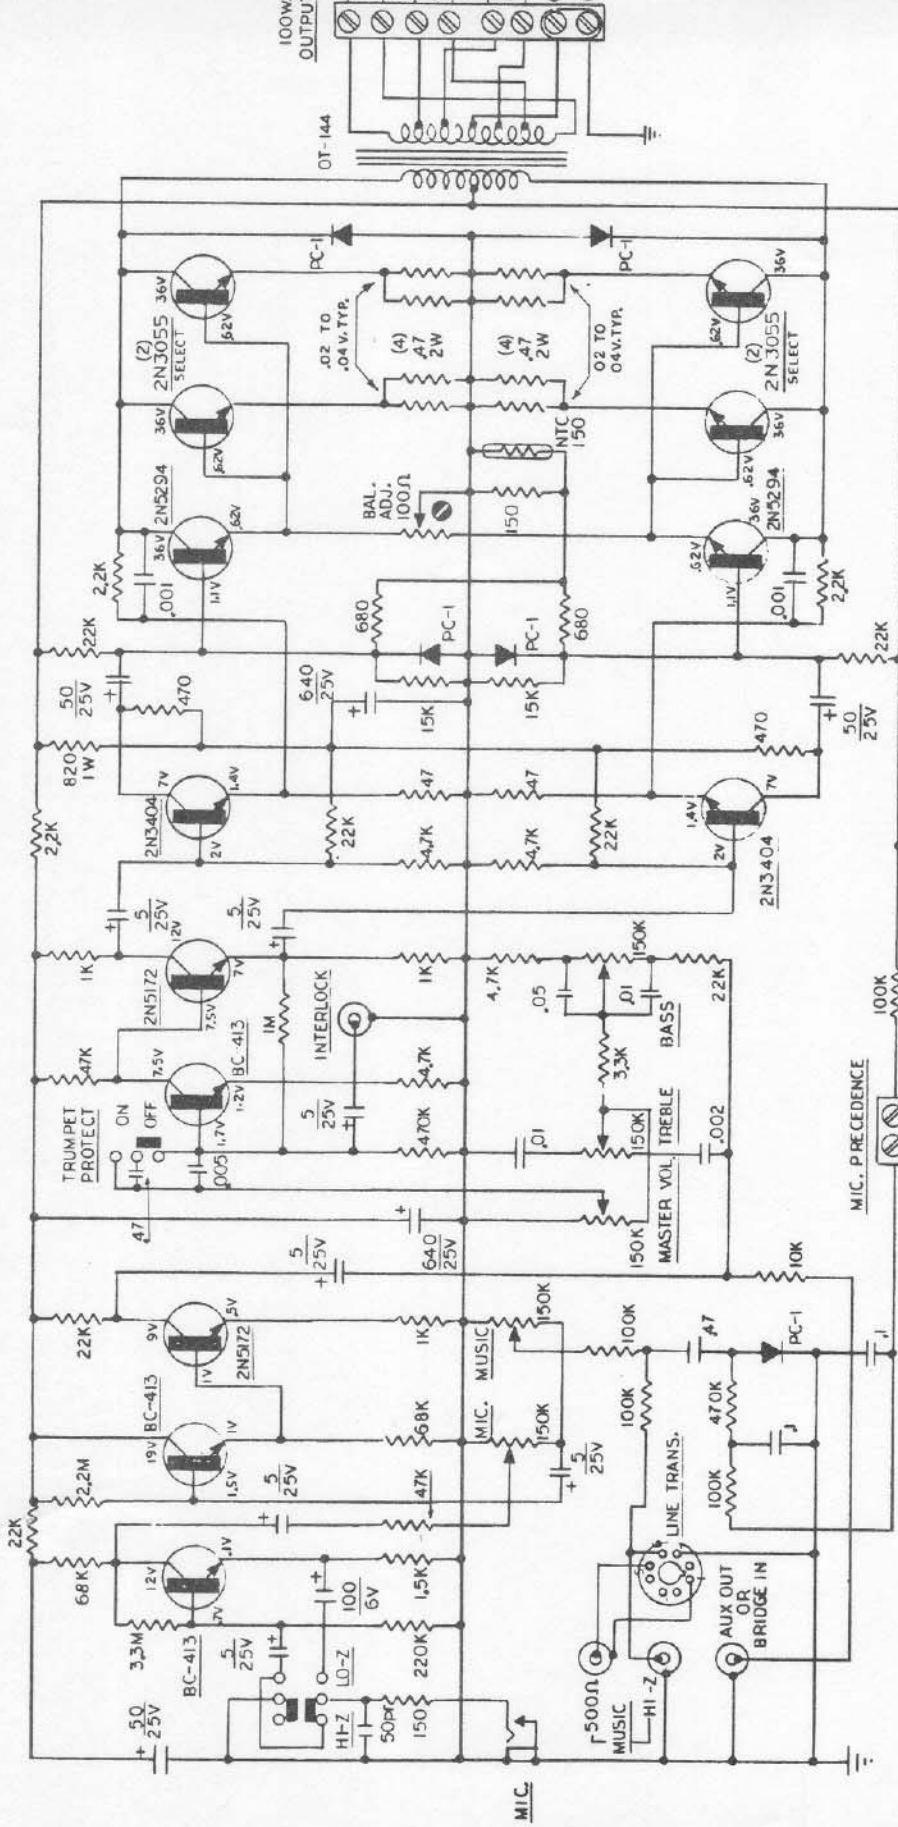 100W.
OUTPUT
OT-144
PC-1
PC-1
36V
.62V
(2)
2N3055
SELECT
36V
.62V
.02 TO
.04 V. TYP.
(4)
.47
2W
(4)
.47
2W
.02 TO
.04V. TYP.
.62V
36V
(2)
2N3055
SELECT
.62V
36V
NTC
150
2N5294
36V
.62V
1.1V
BAL.
ADJ.
100Ω
150
.62V
36V
2N5294
1.1V
2.2K
.001
.001
2.2K
680
PC-1
PC-1
680
22K
50
25V
470
640
25V
15K
15K
22K
50
25V
470
820
1W
7V
1.4V
2V
2N3404
22K
47
4.7K
47
4.7K
22K
1.4V
7V
2V
2N3404
2.2K
5
25V
5
25V
1K
12V
7V
7.5V
2N5172
1M
1K
4.7K
.05
.01
150K
22K
BASS
3.3K
INTERLOCK
5
25V
47K
7.5V
1.2V
1.7V
BC-413
4.7K
470K
TRUMPET
PROTECT
ON
OFF
.47
.005
.01
150K
TREBLE
.002
MASTER VOL.
150K
640
25V
100K
MIC. PRECEDENCE
5
25V
22K
9V
.5V
1V
2N5172
1K
10K
BC-413
19V
1V
1.5V
68K
MUSIC
150K
100K
.47
PC-1
.1
MIC.
150K
5
25V
100K
470K
.1
100K
2.2M
22K
5
25V
47K
68K
12V
.1V
.7V
BC-413
3.3M
100
6V
1.5K
5
25V
220K
LO-Z
HI-Z
50pf
150
50
25V
MIC.
LINE TRANS.
500Ω
MUSIC
HI-Z
AUX OUT
OR
BRIDGE IN